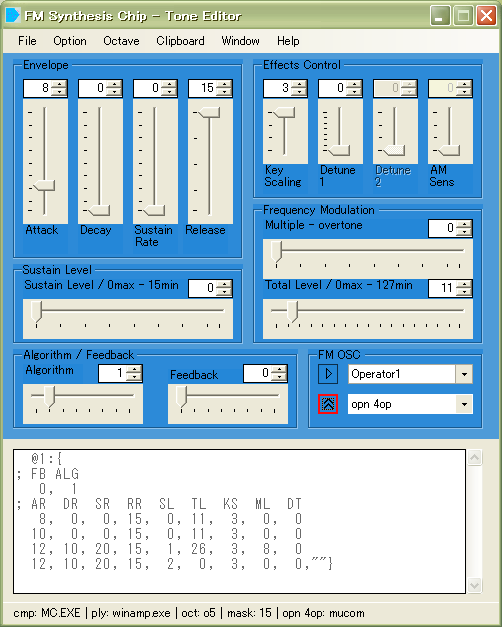 FM Synthesis Chip - Tone Editor
File Option Octave Clipboard Window Help
Envelope
8 0 0 15
Attack Decay Sustain Rate Release
Effects Control
3 0 0 0
Key Scaling Detune 1 Detune 2 AM Sens
Frequency Modulation
Multiple - overtone 0
Total Level / 0max - 127min 11
Sustain Level
Sustain Level / 0max - 15min 0
Algorithm / Feedback
Algorithm 1
Feedback 0
FM OSC
Operator1
opn 4op
@1:{
; FB ALG
0, 1
; AR DR SR RR SL TL KS ML DT
8, 0, 0, 15, 0, 11, 3, 0, 0
10, 0, 0, 15, 0, 11, 3, 0, 0
12, 10, 20, 15, 1, 26, 3, 8, 0
12, 10, 20, 15, 2, 0, 3, 0, 0,""}
cmp: MC.EXE | ply: winamp.exe | oct: o5 | mask: 15 | opn 4op: mucom